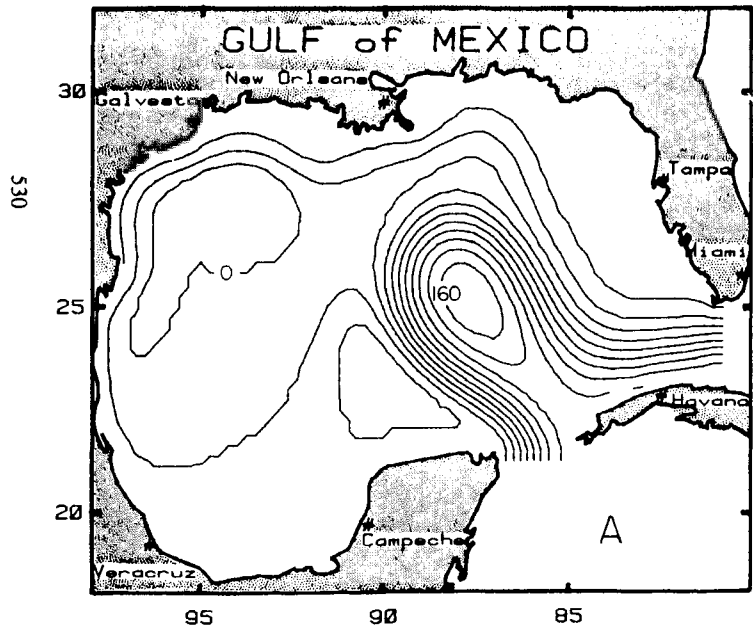 GULF of MEXICO
New Orleans
30
Galvesto
530
Tampa
Miami
0
160
25
Havana
20
A
Campeche
Veracruz
95
90
85